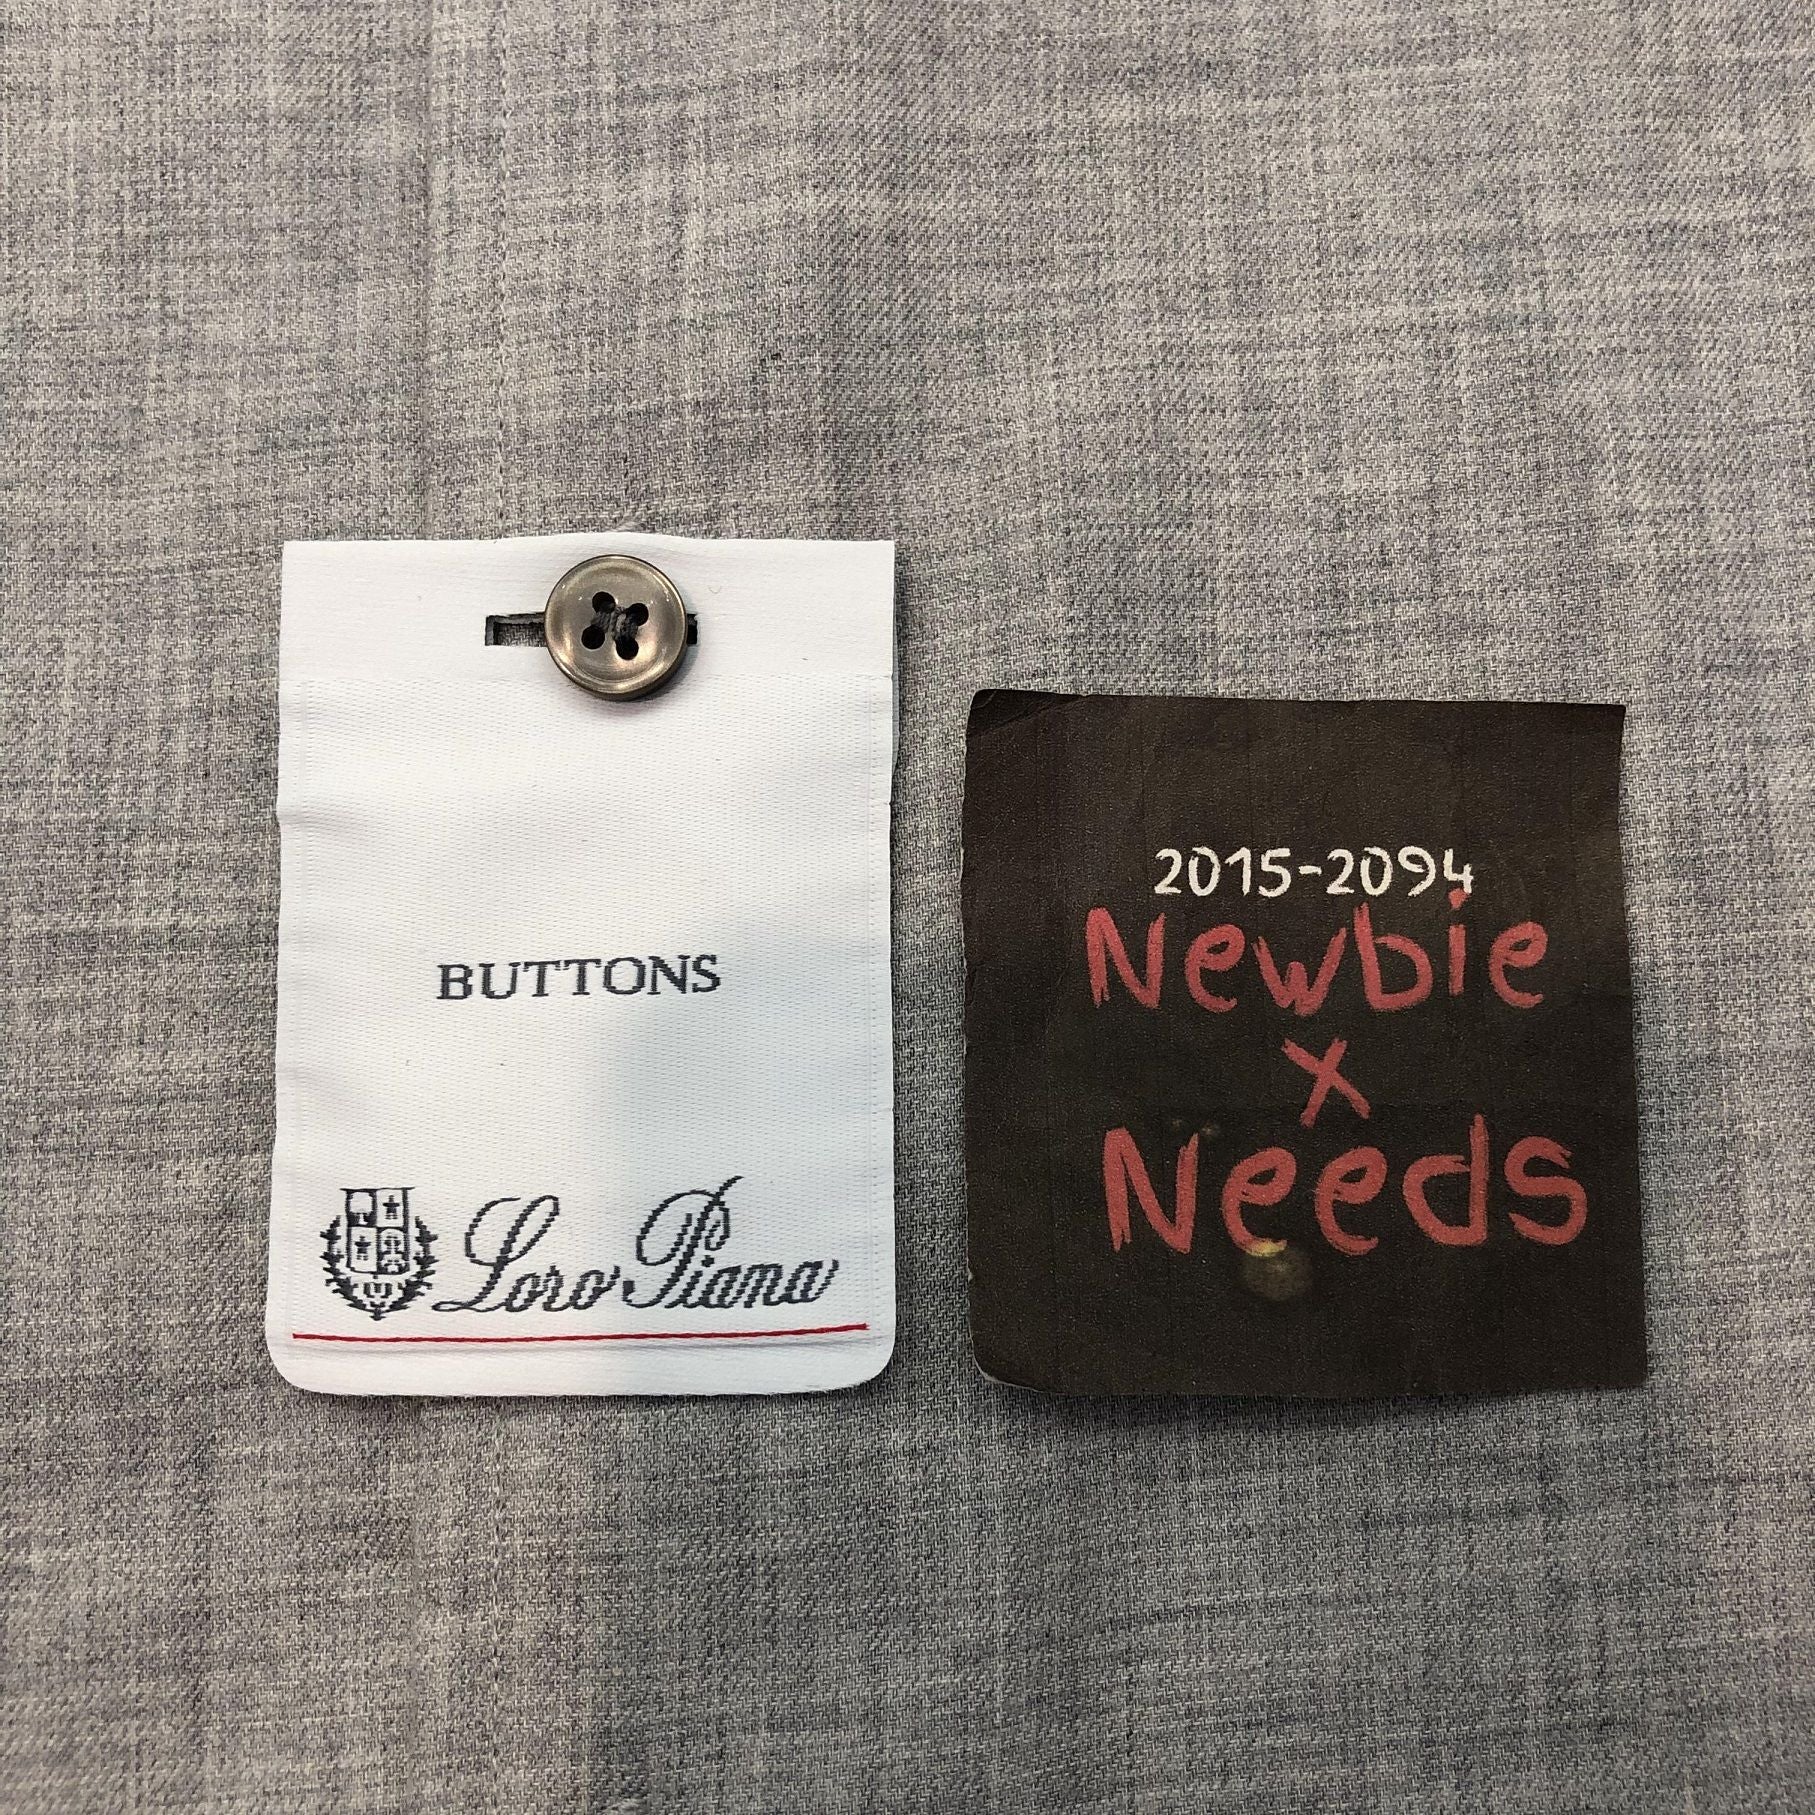 BUTTONS
Loro Piana
2015-2094
Newbie
x
Needs